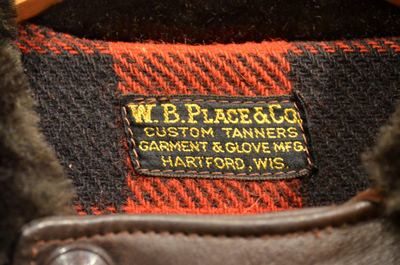 W. B. PLACE & CO.
CUSTOM TANNERS
GARMENT & GLOVE MFG.
HARTFORD, WIS.